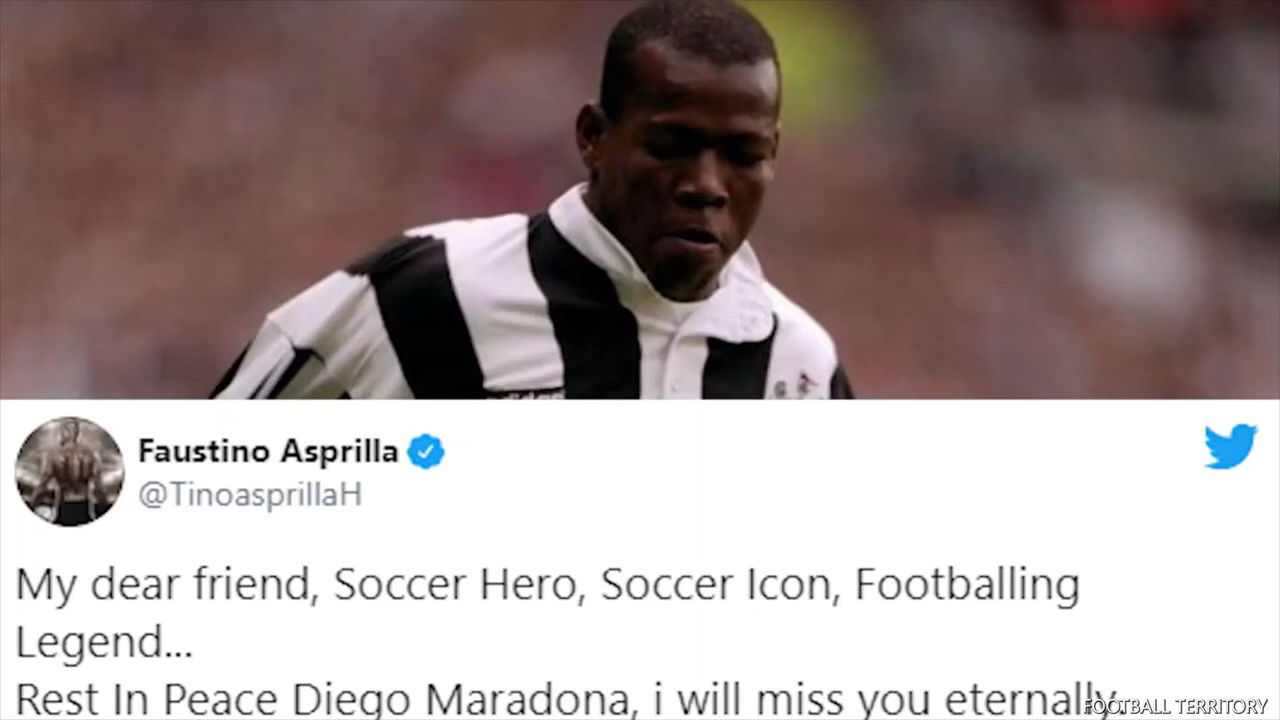 adidas
Faustino Asprilla
@TinoasprillaH
My dear friend, Soccer Hero, Soccer Icon, Footballing
Legend...
Rest In Peace Diego Maradona, i will miss you eternally.
FOOTBALL TERRITORY